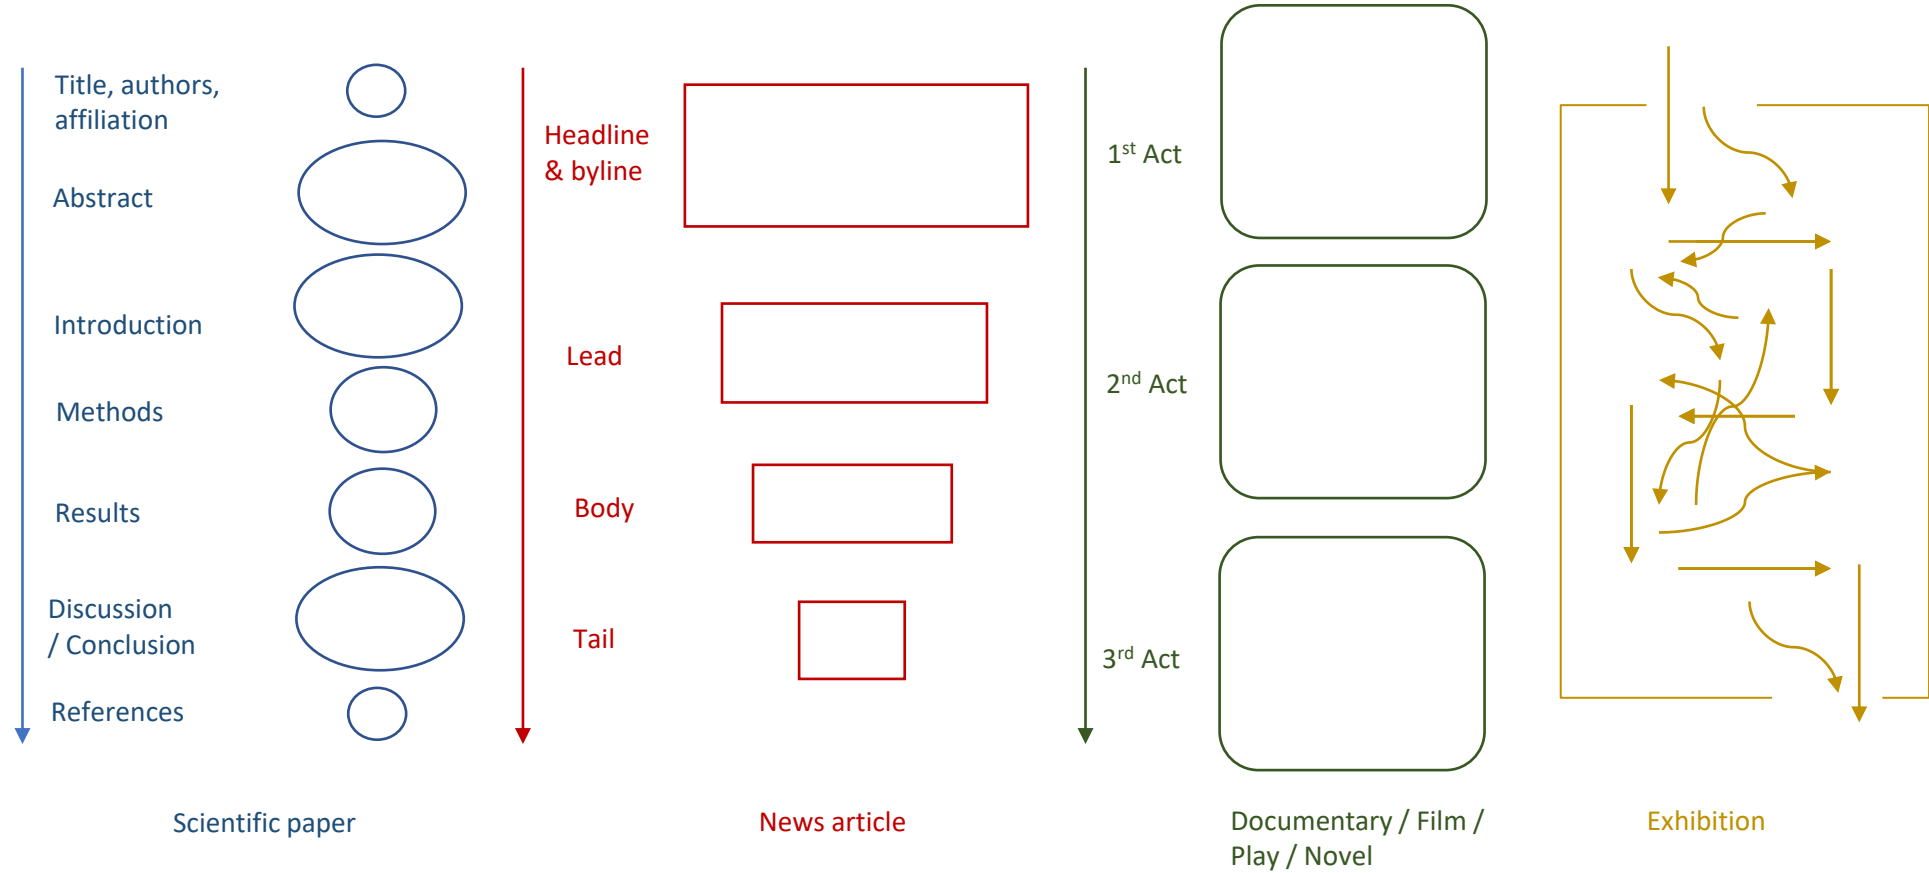 Title, authors,
affiliation
Abstract
Introduction
Methods
Results
Discussion
/ Conclusion
References
Scientific paper
Headline
& byline
Lead
Body
Tail
News article
1st Act
2nd Act
3rd Act
Documentary / Film /
Play / Novel
Exhibition